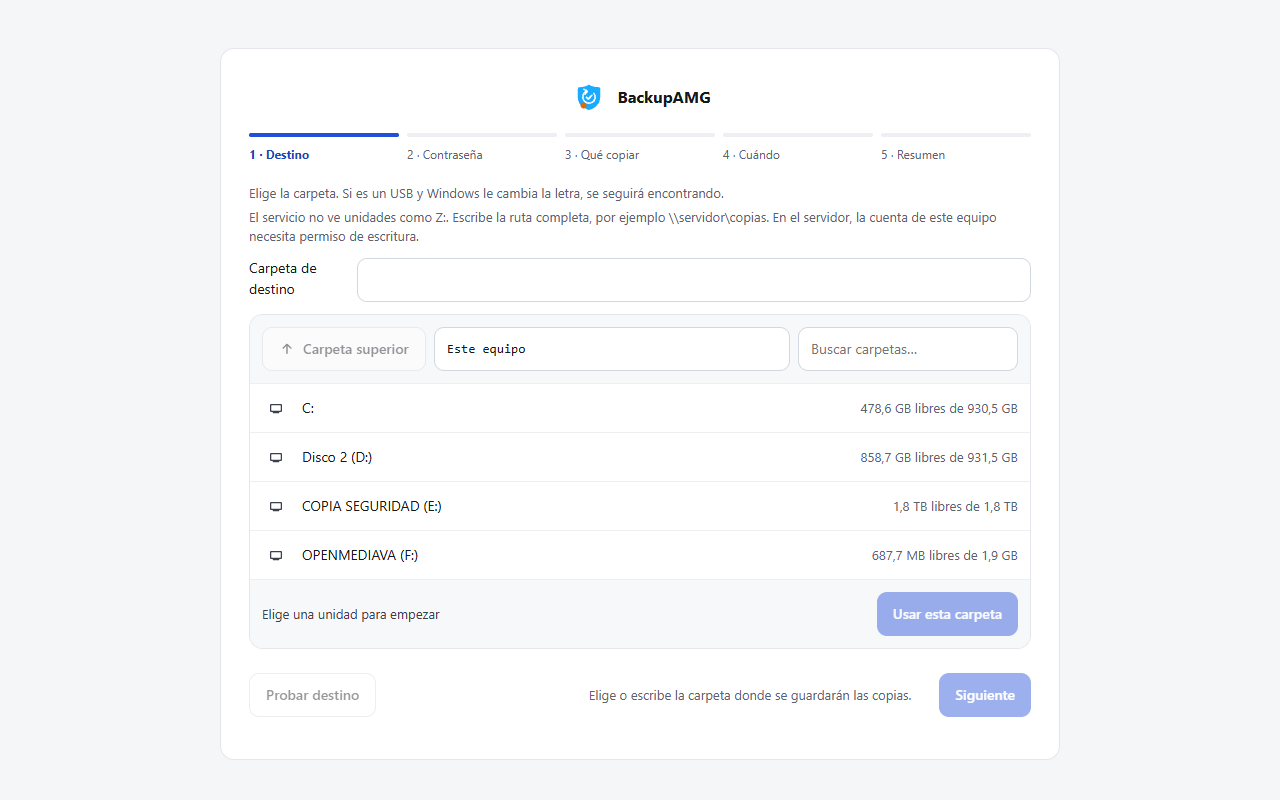 BackupAMG
1 · Destino
2 · Contraseña
3 · Qué copiar
4 · Cuándo
5 · Resumen
Elige la carpeta. Si es un USB y Windows le cambia la letra, se seguirá encontrando.
El servicio no ve unidades como Z:. Escribe la ruta completa, por ejemplo \\servidor\copias. En el servidor, la cuenta de este equipo
necesita permiso de escritura.
Carpeta de
destino
Carpeta superior
Este equipo
Buscar carpetas...
C:
478,6 GB libres de 930,5 GB
Disco 2 (D:)
858,7 GB libres de 931,5 GB
COPIA SEGURIDAD (E:)
1,8 TB libres de 1,8 TB
OPENMEDIAVA (F:)
687,7 MB libres de 1,9 GB
Elige una unidad para empezar
Usar esta carpeta
Probar destino
Elige o escribe la carpeta donde se guardarán las copias.
Siguiente